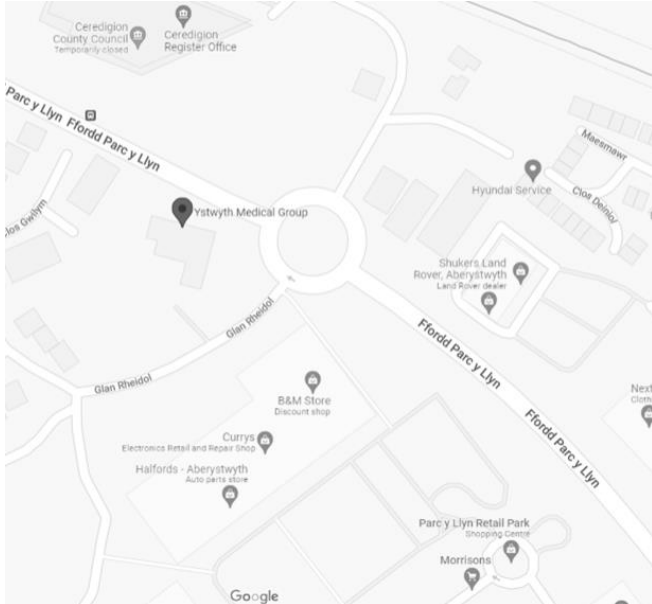 Ceredigion
County Council
Temporarily closed
Ceredigion
Register Office
Parc y Llyn
Ffordd Parc y Llyn
Maesmawr
Hyundai Service
Clos Deiniol
Ystwyth Medical Group
Clos Gwilym
Shukers Land
Rover, Aberystwyth
Land Rover dealer
Glan Rheidol
Ffordd Parc y Llyn
Glan Rheidol
B&M Store
Discount shop
Next
Currys
Electronics Retail and Repair Shop
Ffordd Parc y Llyn
Halfords - Aberystwyth
Auto parts store
Parc y Llyn Retail Park
Shopping Centre
Morrisons
Google